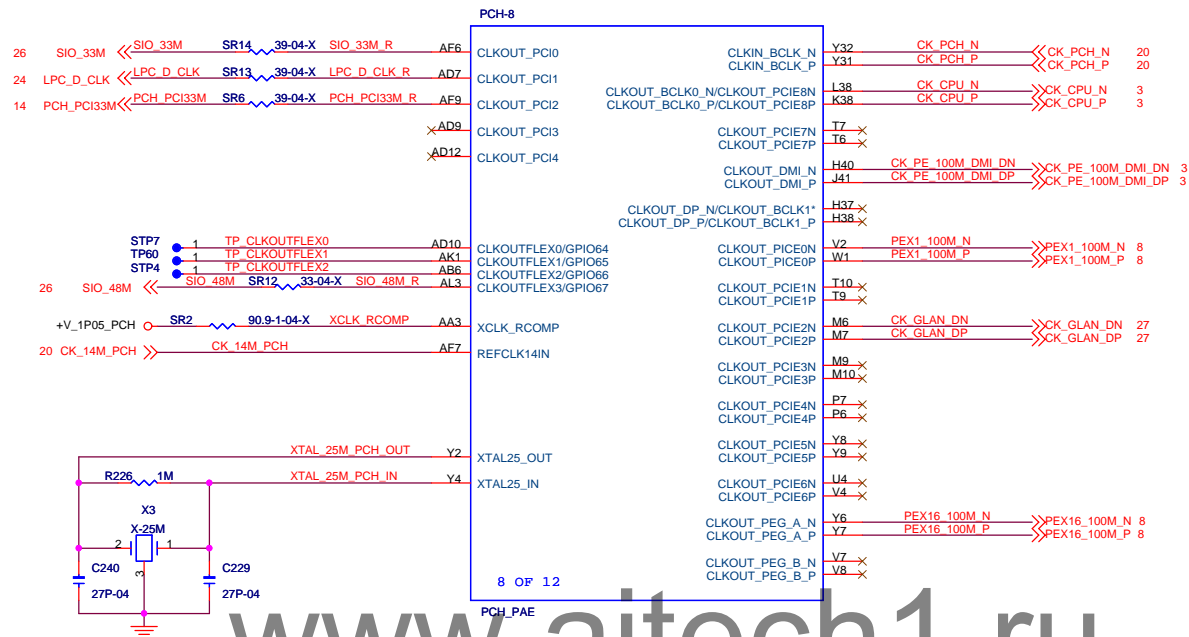 PCH-8
26 SIO_33M SIO_33M SR14 39-04-X SIO_33M_R AF6 CLKOUT_PCI0
24 LPC_D_CLK LPC_D_CLK SR13 39-04-X LPC_D_CLK_R AD7 CLKOUT_PCI1
14 PCH_PCI33M PCH_PCI33M SR6 39-04-X PCH_PCI33M_R AF9 CLKOUT_PCI2
AD9 CLKOUT_PCI3
AD12 CLKOUT_PCI4
STP7 1 TP_CLKOUTFLEX0 AD10 CLKOUTFLEX0/GPIO64
TP60 1 TP_CLKOUTFLEX1 AK1 CLKOUTFLEX1/GPIO65
STP4 1 TP_CLKOUTFLEX2 AB6 CLKOUTFLEX2/GPIO66
26 SIO_48M SIO_48M SR12 33-04-X SIO_48M_R AL3 CLKOUTFLEX3/GPIO67
+V_1P05_PCH SR2 90.9-1-04-X XCLK_RCOMP AA3 XCLK_RCOMP
20 CK_14M_PCH CK_14M_PCH AF7 REFCLK14IN
XTAL_25M_PCH_OUT Y2 XTAL25_OUT
R226 1M XTAL_25M_PCH_IN Y4 XTAL25_IN
X3
X-25M
2 1
3
C240 C229
27P-04 27P-04
CLKIN_BCLK_N Y32 CK_PCH_N CK_PCH_N 20
CLKIN_BCLK_P Y31 CK_PCH_P CK_PCH_P 20
CLKOUT_BCLK0_N/CLKOUT_PCIE8N L38 CK_CPU_N CK_CPU_N 3
CLKOUT_BCLK0_P/CLKOUT_PCIE8P K38 CK_CPU_P CK_CPU_P 3
CLKOUT_PCIE7N T7
CLKOUT_PCIE7P T6
CLKOUT_DMI_N H40 CK_PE_100M_DMI_DN CK_PE_100M_DMI_DN 3
CLKOUT_DMI_P J41 CK_PE_100M_DMI_DP CK_PE_100M_DMI_DP 3
CLKOUT_DP_N/CLKOUT_BCLK1* H37
CLKOUT_DP_P/CLKOUT_BCLK1_P H38
CLKOUT_PICE0N V2 PEX1_100M_N PEX1_100M_N 8
CLKOUT_PICE0P W1 PEX1_100M_P PEX1_100M_P 8
CLKOUT_PCIE1N T10
CLKOUT_PCIE1P T9
CLKOUT_PCIE2N M6 CK_GLAN_DN CK_GLAN_DN 27
CLKOUT_PCIE2P M7 CK_GLAN_DP CK_GLAN_DP 27
CLKOUT_PCIE3N M9
CLKOUT_PCIE3P M10
CLKOUT_PCIE4N P7
CLKOUT_PCIE4P P6
CLKOUT_PCIE5N Y8
CLKOUT_PCIE5P Y9
CLKOUT_PCIE6N U4
CLKOUT_PCIE6P V4
CLKOUT_PEG_A_N Y6 PEX16_100M_N PEX16_100M_N 8
CLKOUT_PEG_A_P Y7 PEX16_100M_P PEX16_100M_P 8
CLKOUT_PEG_B_N V7
CLKOUT_PEG_B_P V8
8 OF 12
PCH_PAE
www.aitech1.ru